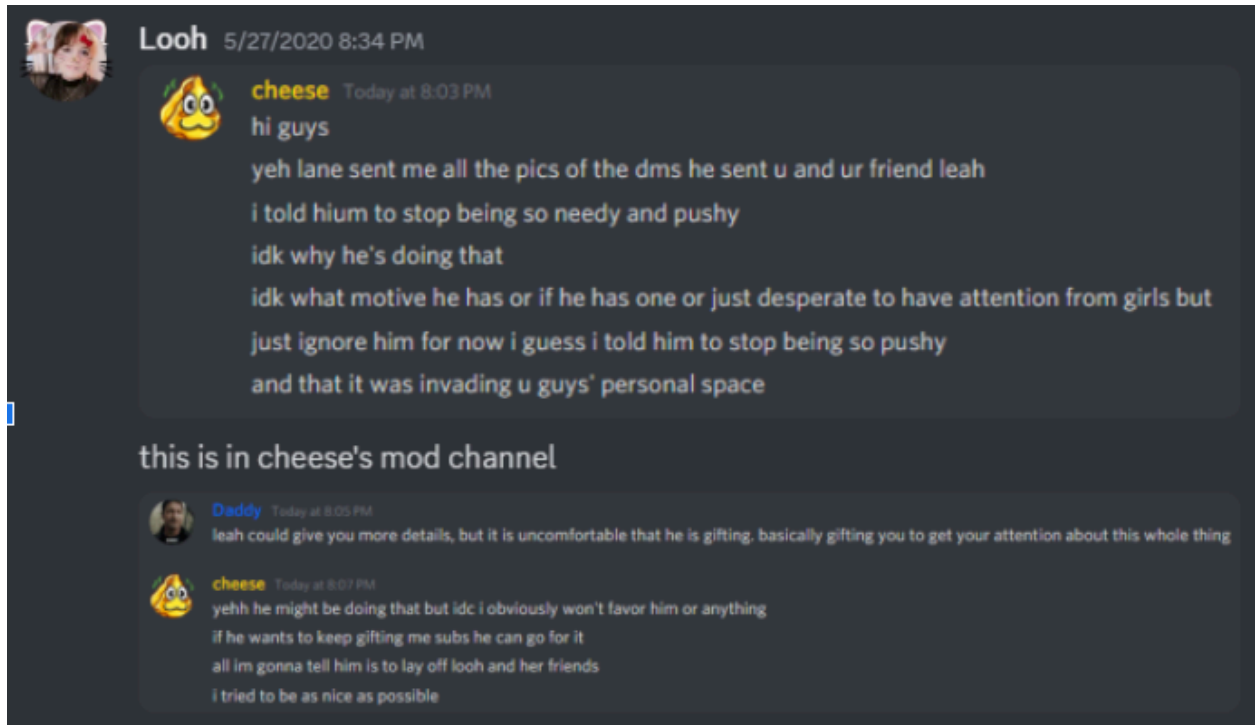 Looh 5/27/2020 8:34 PM
cheese Today at 8:03 PM
hi guys
yeh lane sent me all the pics of the dms he sent u and ur friend leah
i told hium to stop being so needy and pushy
idk why he's doing that
idk what motive he has or if he has one or just desperate to have attention from girls but
just ignore him for now i guess i told him to stop being so pushy
and that it was invading u guys' personal space
this is in cheese's mod channel
Daddy Today at 8:05 PM
leah could give you more details, but it is uncomfortable that he is gifting. basically gifting you to get your attention about this whole thing
cheese Today at 8:07 PM
yehh he might be doing that but idc i obviously won't favor him or anything
if he wants to keep gifting me subs he can go for it
all im gonna tell him is to lay off looh and her friends
i tried to be as nice as possible